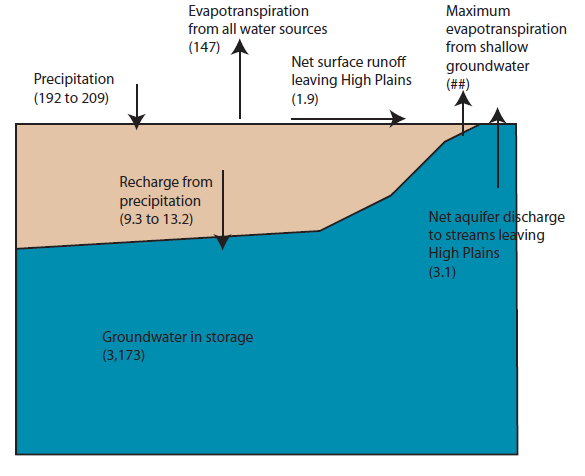 Evapotranspiration
from all water sources
(147)
Maximum
evapotranspiration
from shallow
groundwater
(##)
Net surface runoff
leaving High Plains
(1.9)
Precipitation
(192 to 209)
Recharge from
precipitation
(9.3 to 13.2)
Net aquifer discharge
to streams leaving
High Plains
(3.1)
Groundwater in storage
(3,173)